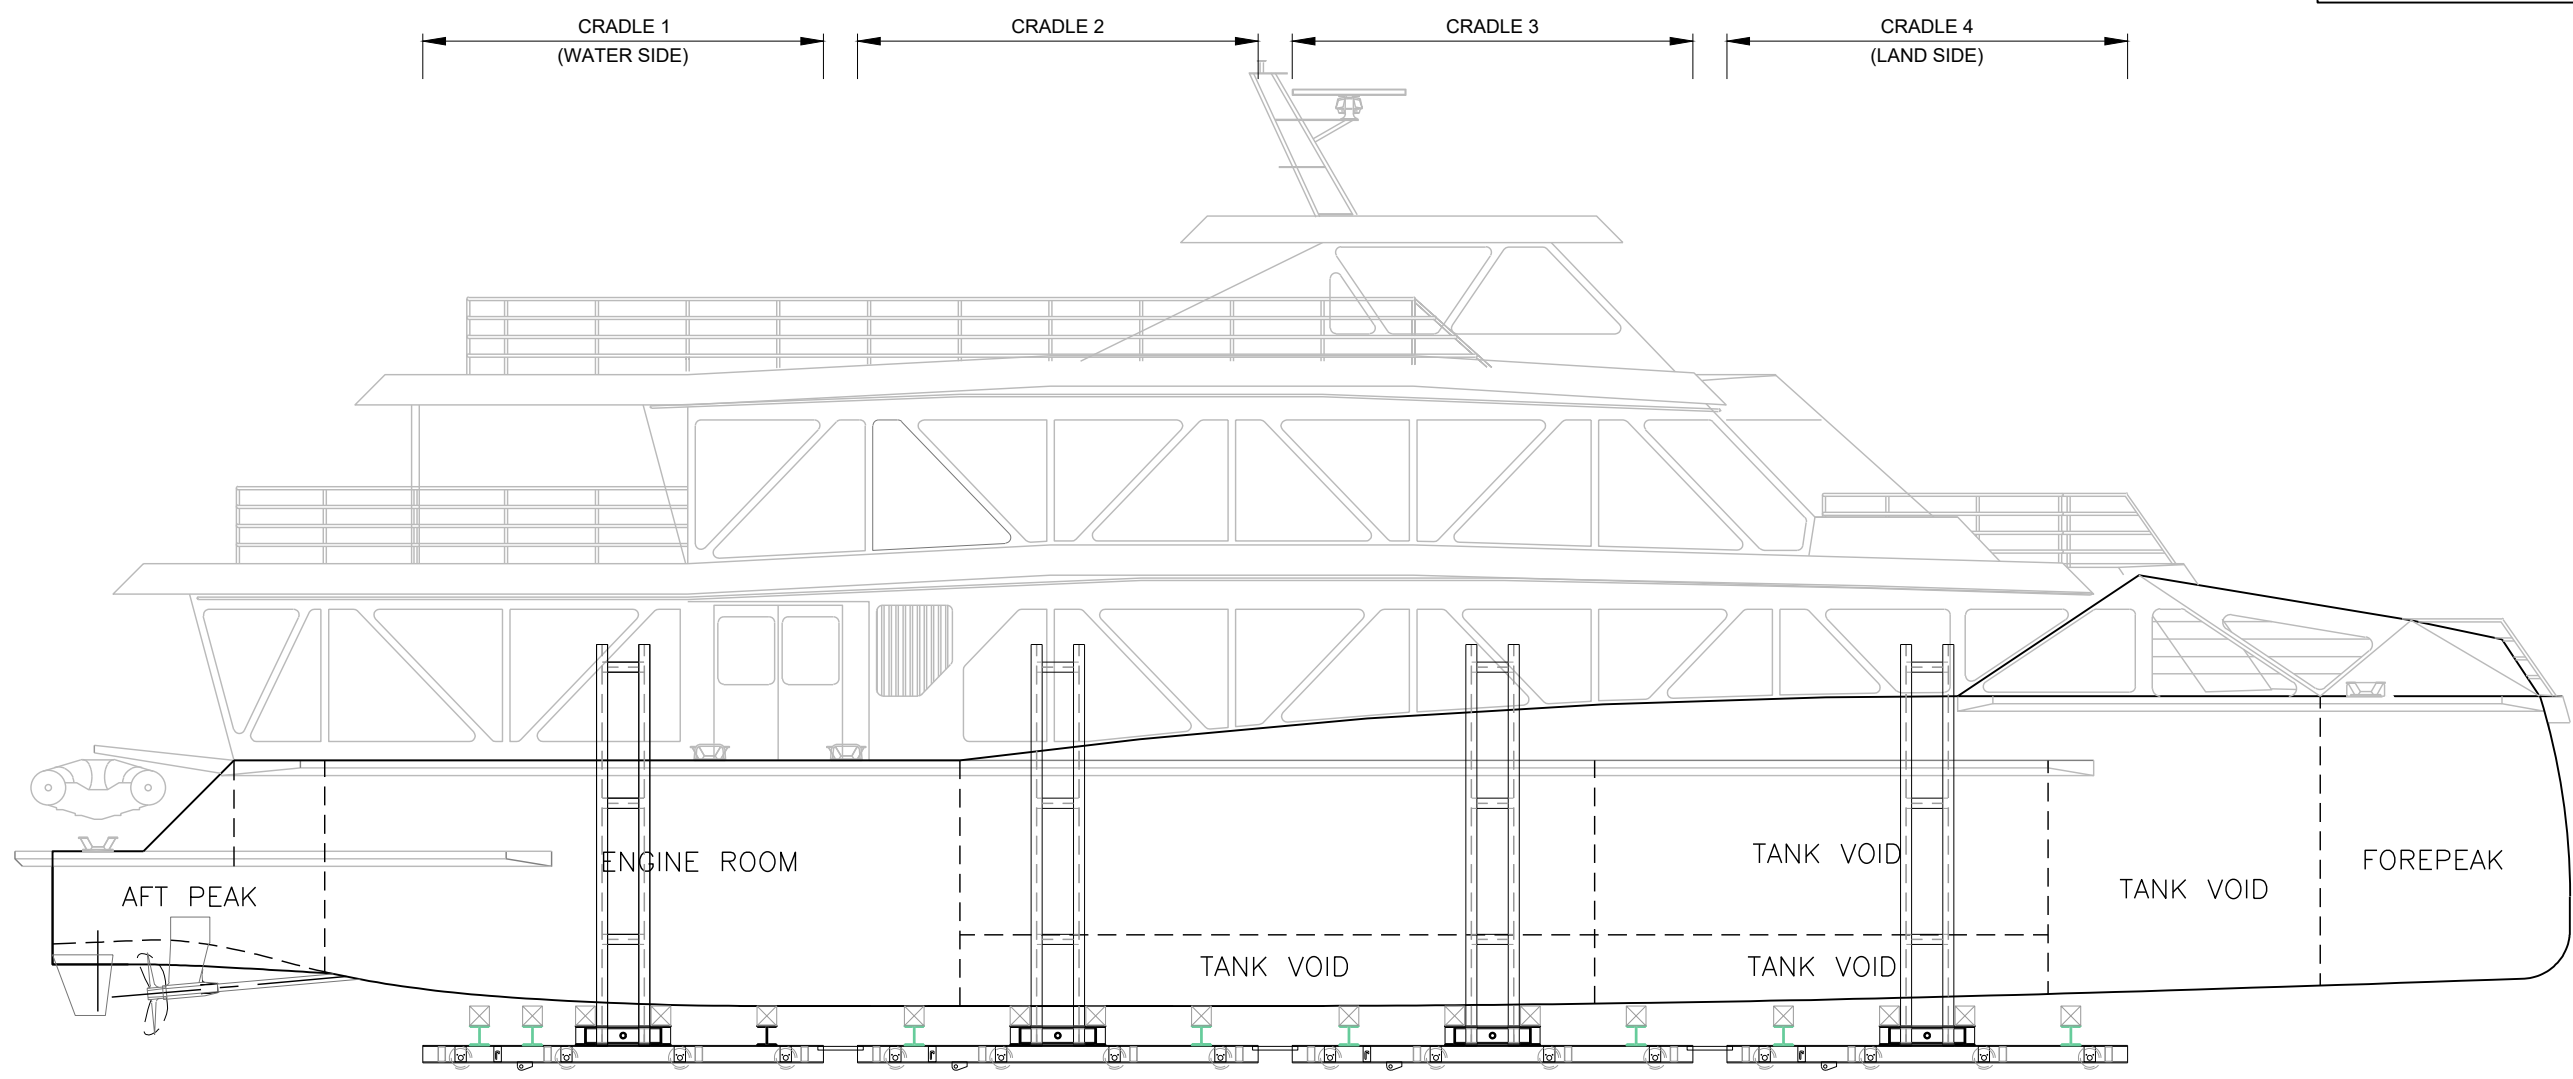 CRADLE 1
(WATER SIDE)
CRADLE 2
CRADLE 3
CRADLE 4
(LAND SIDE)
ENGINE ROOM
TANK VOID
FOREPEAK
AFT PEAK
TANK VOID
TANK VOID
TANK VOID